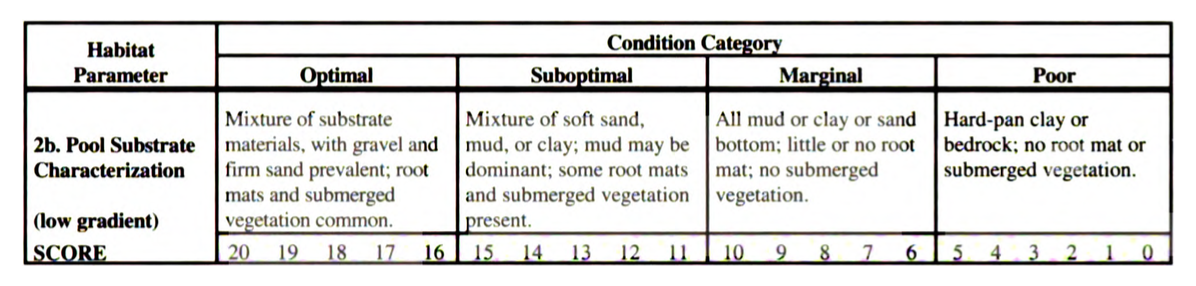 Habitat
Parameter
Condition Category
Optimal
Suboptimal
Marginal
Poor
2b. Pool Substrate
Characterization
(low gradient)
Mixture of substrate
materials, with gravel and
firm sand prevalent; root
mats and submerged
vegetation common.
Mixture of soft sand,
mud, or clay; mud may be
dominant; some root mats
and submerged vegetation
present.
All mud or clay or sand
bottom; little or no root
mat; no submerged
vegetation.
Hard-pan clay or
bedrock; no root mat or
submerged vegetation.
SCORE
20 19 18 17 16
15 14 13 12 11
10 9 8 7 6
5 4 3 2 1 0